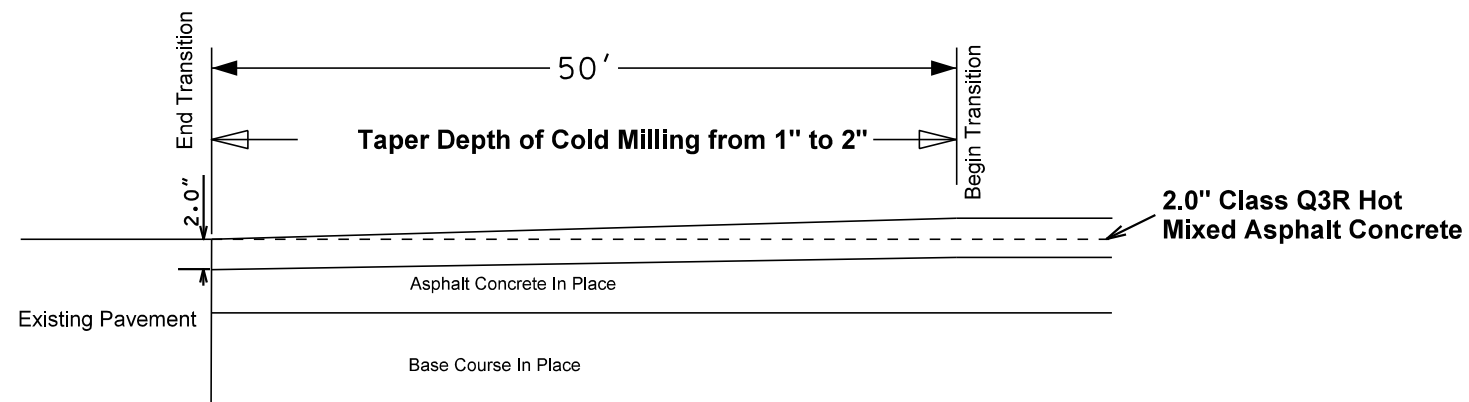 End Transition
50'
Begin Transition
Taper Depth of Cold Milling from 1" to 2"
2.0"
2.0" Class Q3R Hot
Mixed Asphalt Concrete
Asphalt Concrete In Place
Existing Pavement
Base Course In Place